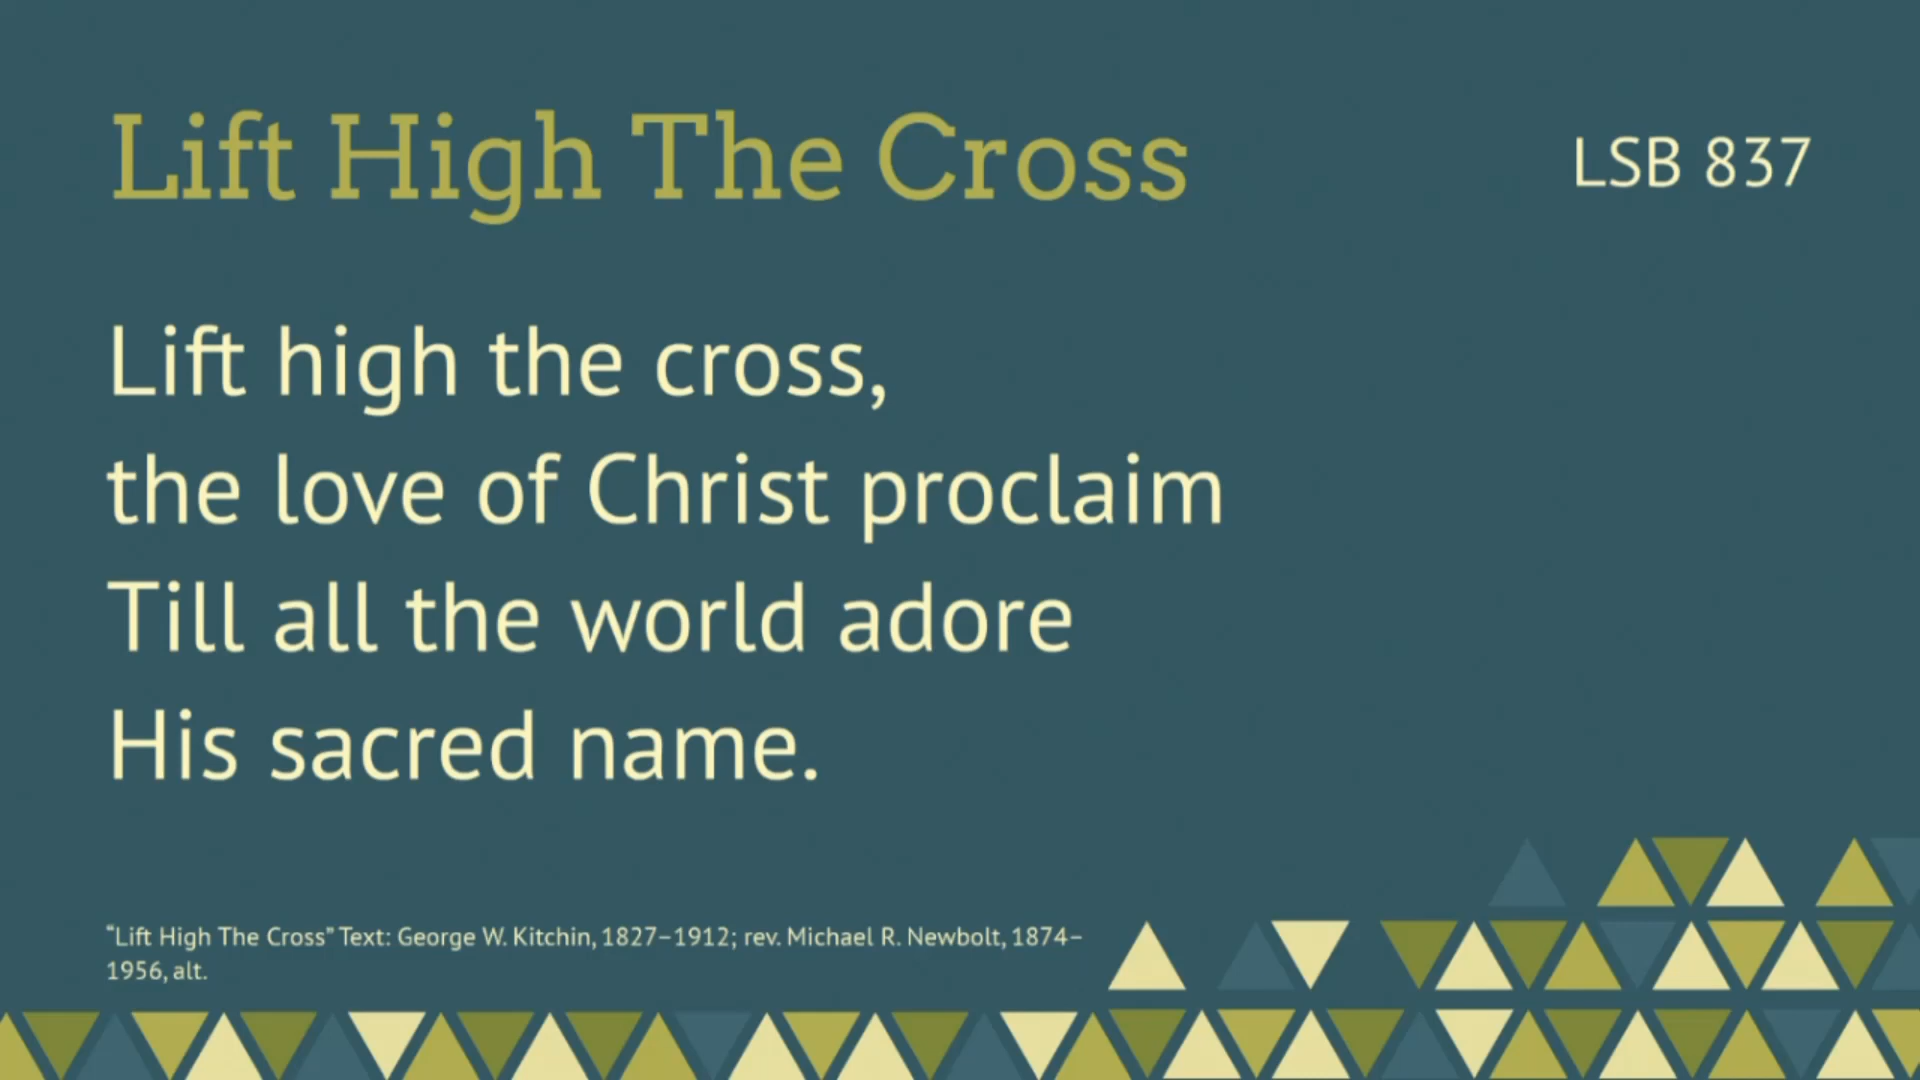 Lift High The Cross
LSB 837
Lift high the cross,
the love of Christ proclaim
Till all the world adore
His sacred name.
“Lift High The Cross” Text: George W. Kitchin, 1827–1912; rev. Michael R. Newbolt, 1874–
1956, alt.